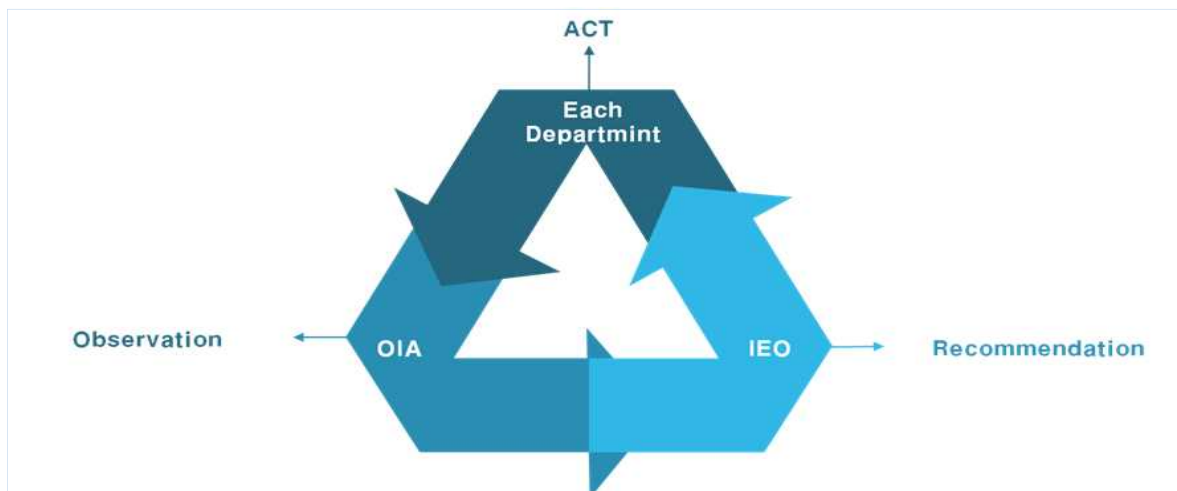 ACT
Each
Departmint
Observation
OIA
IEO
Recommendation